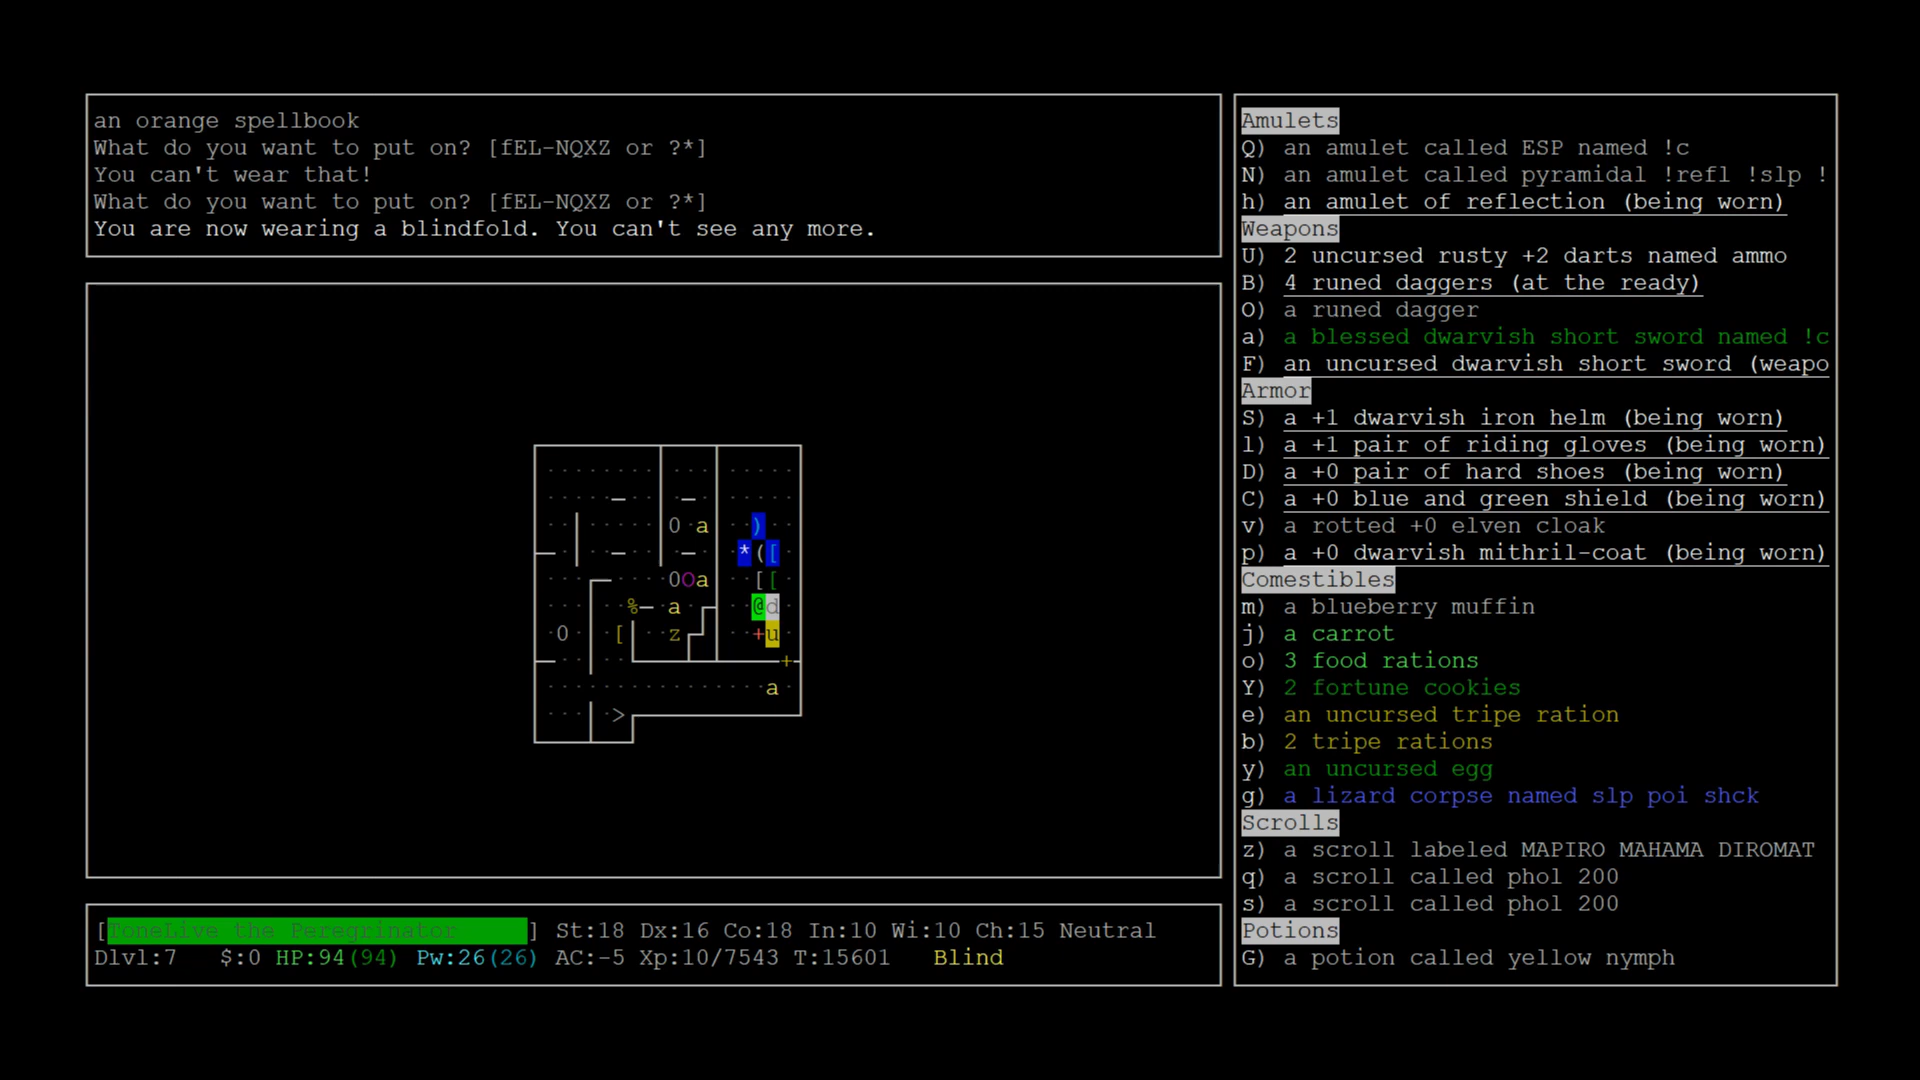 an orange spellbook
What do you want to put on? [fEL-NQXZ or ?*]
You can't wear that!
What do you want to put on? [fEL-NQXZ or ?*]
You are now wearing a blindfold. You can't see any more.
[ToneLive the Peregrinator ] St:18 Dx:16 Co:18 In:10 Wi:10 Ch:15 Neutral
Dlvl:7 $:0 HP:94(94) Pw:26(26) AC:-5 Xp:10/7543 T:15601 Blind
Amulets
Q) an amulet called ESP named !c
N) an amulet called pyramidal !refl !slp !
h) an amulet of reflection (being worn)
Weapons
U) 2 uncursed rusty +2 darts named ammo
B) 4 runed daggers (at the ready)
O) a runed dagger
a) a blessed dwarvish short sword named !c
F) an uncursed dwarvish short sword (weapo
Armor
S) a +1 dwarvish iron helm (being worn)
l) a +1 pair of riding gloves (being worn)
D) a +0 pair of hard shoes (being worn)
C) a +0 blue and green shield (being worn)
v) a rotted +0 elven cloak
p) a +0 dwarvish mithril-coat (being worn)
Comestibles
m) a blueberry muffin
j) a carrot
o) 3 food rations
Y) 2 fortune cookies
e) an uncursed tripe ration
b) 2 tripe rations
y) an uncursed egg
g) a lizard corpse named slp poi shck
Scrolls
z) a scroll labeled MAPIRO MAHAMA DIROMAT
q) a scroll called phol 200
s) a scroll called phol 200
Potions
G) a potion called yellow nymph